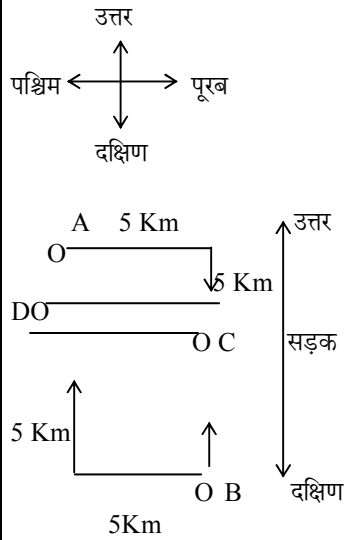 उत्तर
पश्चिम पूरब
दक्षिण
A 5 Km उत्तर
O
5 Km
DO
O C सड़क
5 Km
O B दक्षिण
5Km